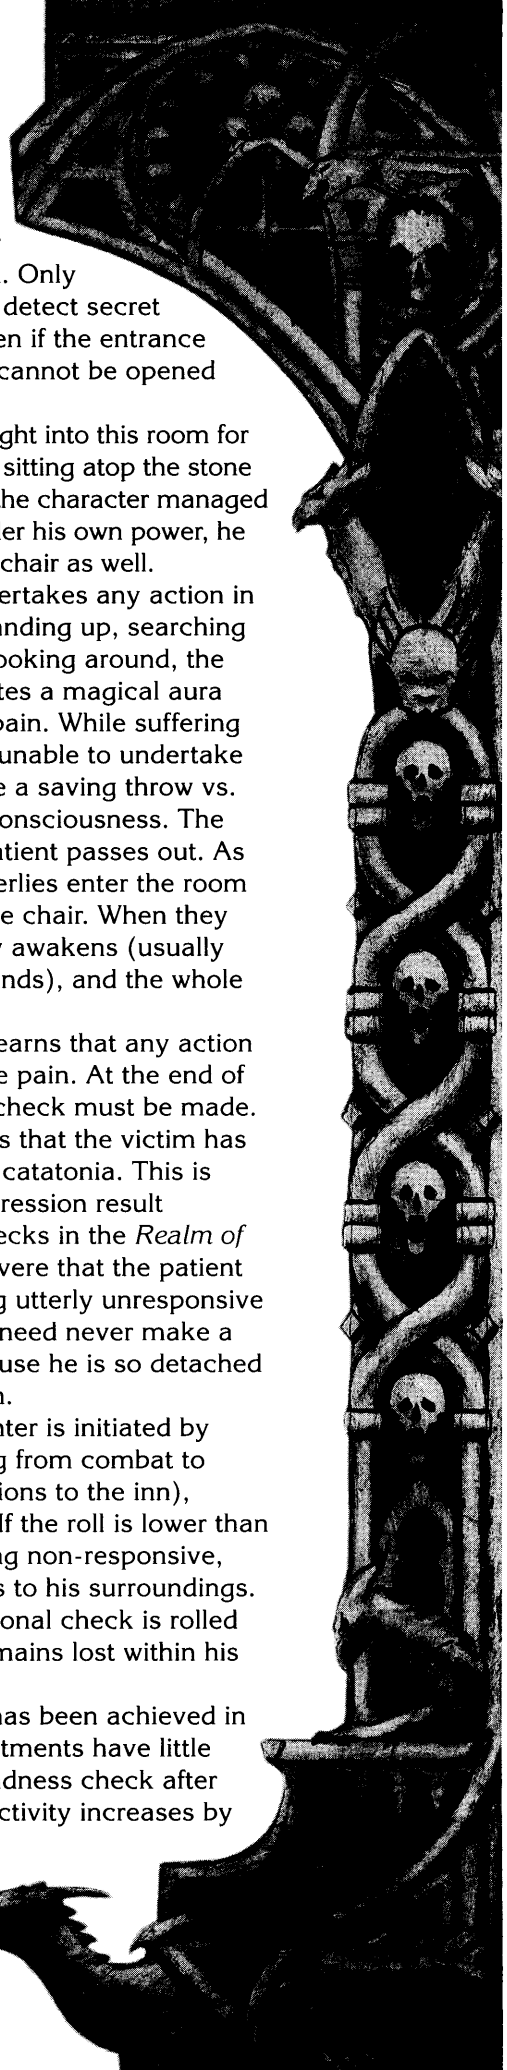 . Only
detect secret
en if the entrance
cannot be opened
ght into this room for
sitting atop the stone
the character managed
er his own power, he
chair as well.
ertakes any action in
anding up, searching
ooking around, the
tes a magical aura
pain. While suffering
unable to undertake
e a saving throw vs.
onsciousness. The
atient passes out. As
erlies enter the room
e chair. When they
y awakens (usually
nds), and the whole
earns that any action
e pain. At the end of
check must be made.
s that the victim has
catatonia. This is
ression result
ecks in the Realm of
vere that the patient
g utterly unresponsive
need never make a
use he is so detached
n.
nter is initiated by
g from combat to
ions to the inn),
If the roll is lower than
ng non-responsive,
s to his surroundings.
onal check is rolled
mains lost within his
has been achieved in
tments have little
adness check after
ctivity increases by